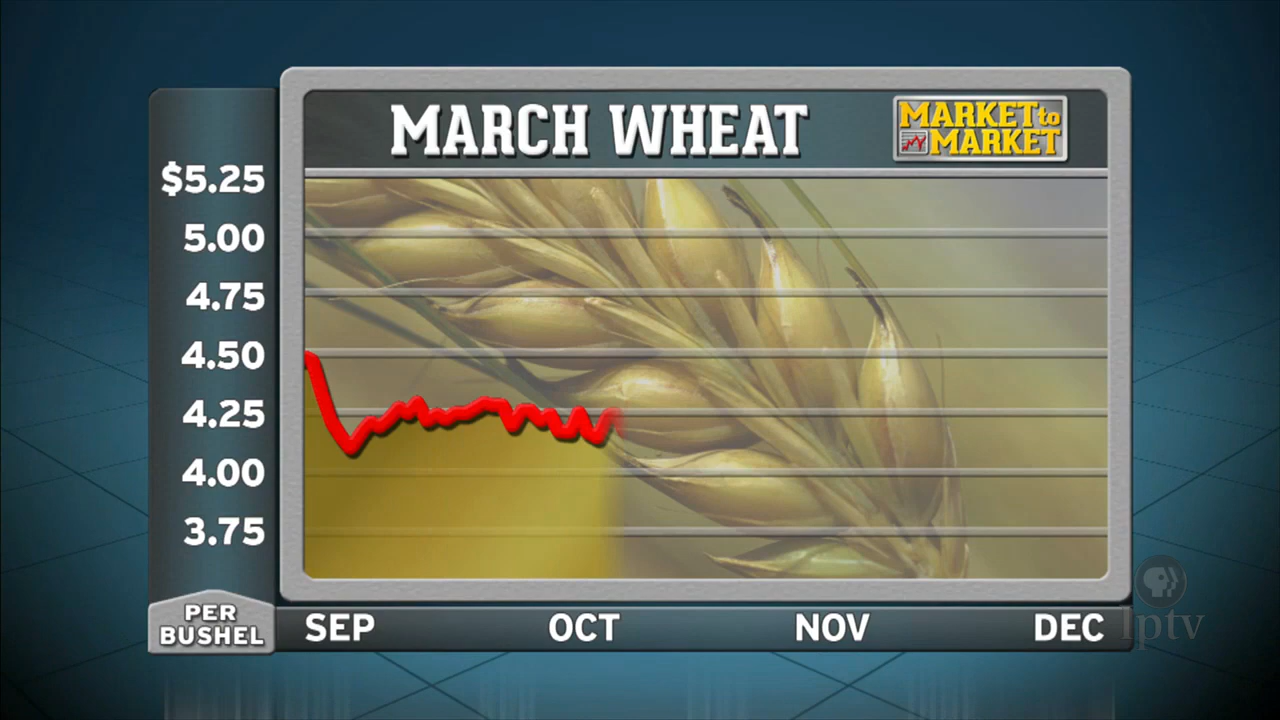 MARCH WHEAT
MARKET to
MARKET
$5.25
5.00
4.75
4.50
4.25
4.00
3.75
PER
BUSHEL
SEP OCT NOV DEC
iptv